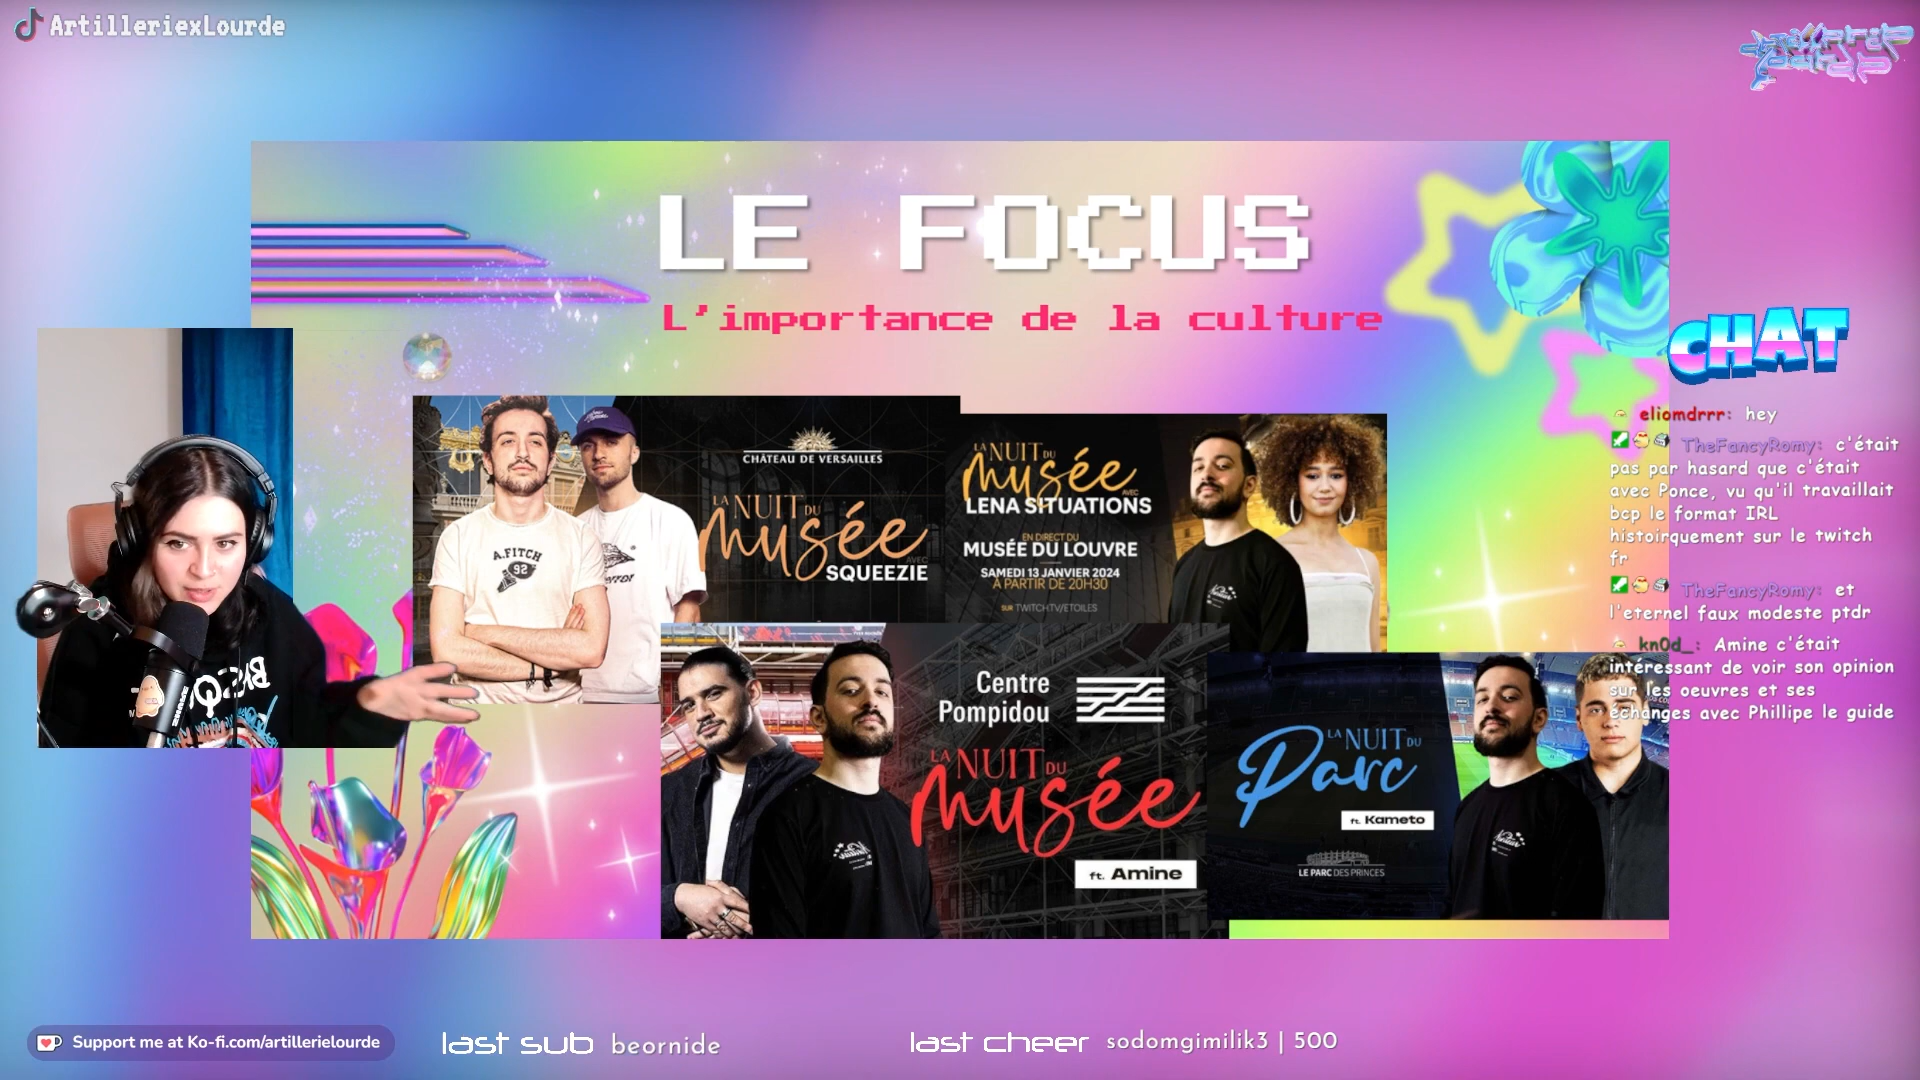 ArtilleriexLourde
LE FOCUS
L'importance de la culture
CHÂTEAU DE VERSAILLES
LA NUIT DU
musée
AVEC
SQUEEZIE
A.FITCH
92
LA NUIT DU
musée
AVEC
LENA SITUATIONS
EN DIRECT DU
MUSÉE DU LOUVRE
SAMEDI 13 JANVIER 2024
À PARTIR DE 20H30
SUR TWITCH.TV/ETOILES
Centre
Pompidou
LA NUIT DU
musée
ft. Amine
LA NUIT DU
Parc
ft. Kameto
LE PARC DES PRINCES
CHAT
eliomdrrr: hey
TheFancyRomy: c'était
pas par hasard que c'était
avec Ponce, vu qu'il travaillait
bcp le format IRL
histoirquement sur le twitch
fr
TheFancyRomy: et
l'eternel faux modeste ptdr
kn0d_: Amine c'était
intéressant de voir son opinion
sur les oeuvres et ses
échanges avec Phillipe le guide
Support me at Ko-fi.com/artillerielourde
last sub beornide
last cheer sodomgimilik3 | 500